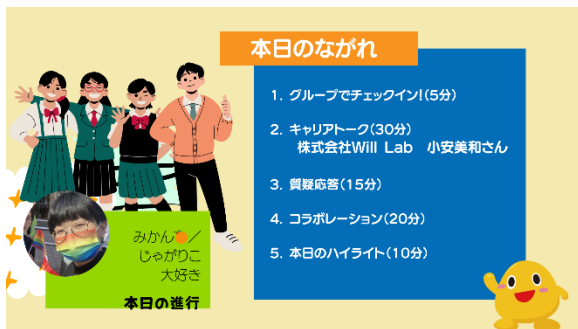 本日のながれ
1. グループでチェックイン!(5分)
2. キャリアトーク(30分)
株式会社Will Lab 小安美和さん
3. 質疑応答(15分)
4. コラボレーション(20分)
5. 本日のハイライト(10分)
みかん🍊/
じゃがりこ
大好き
本日の進行